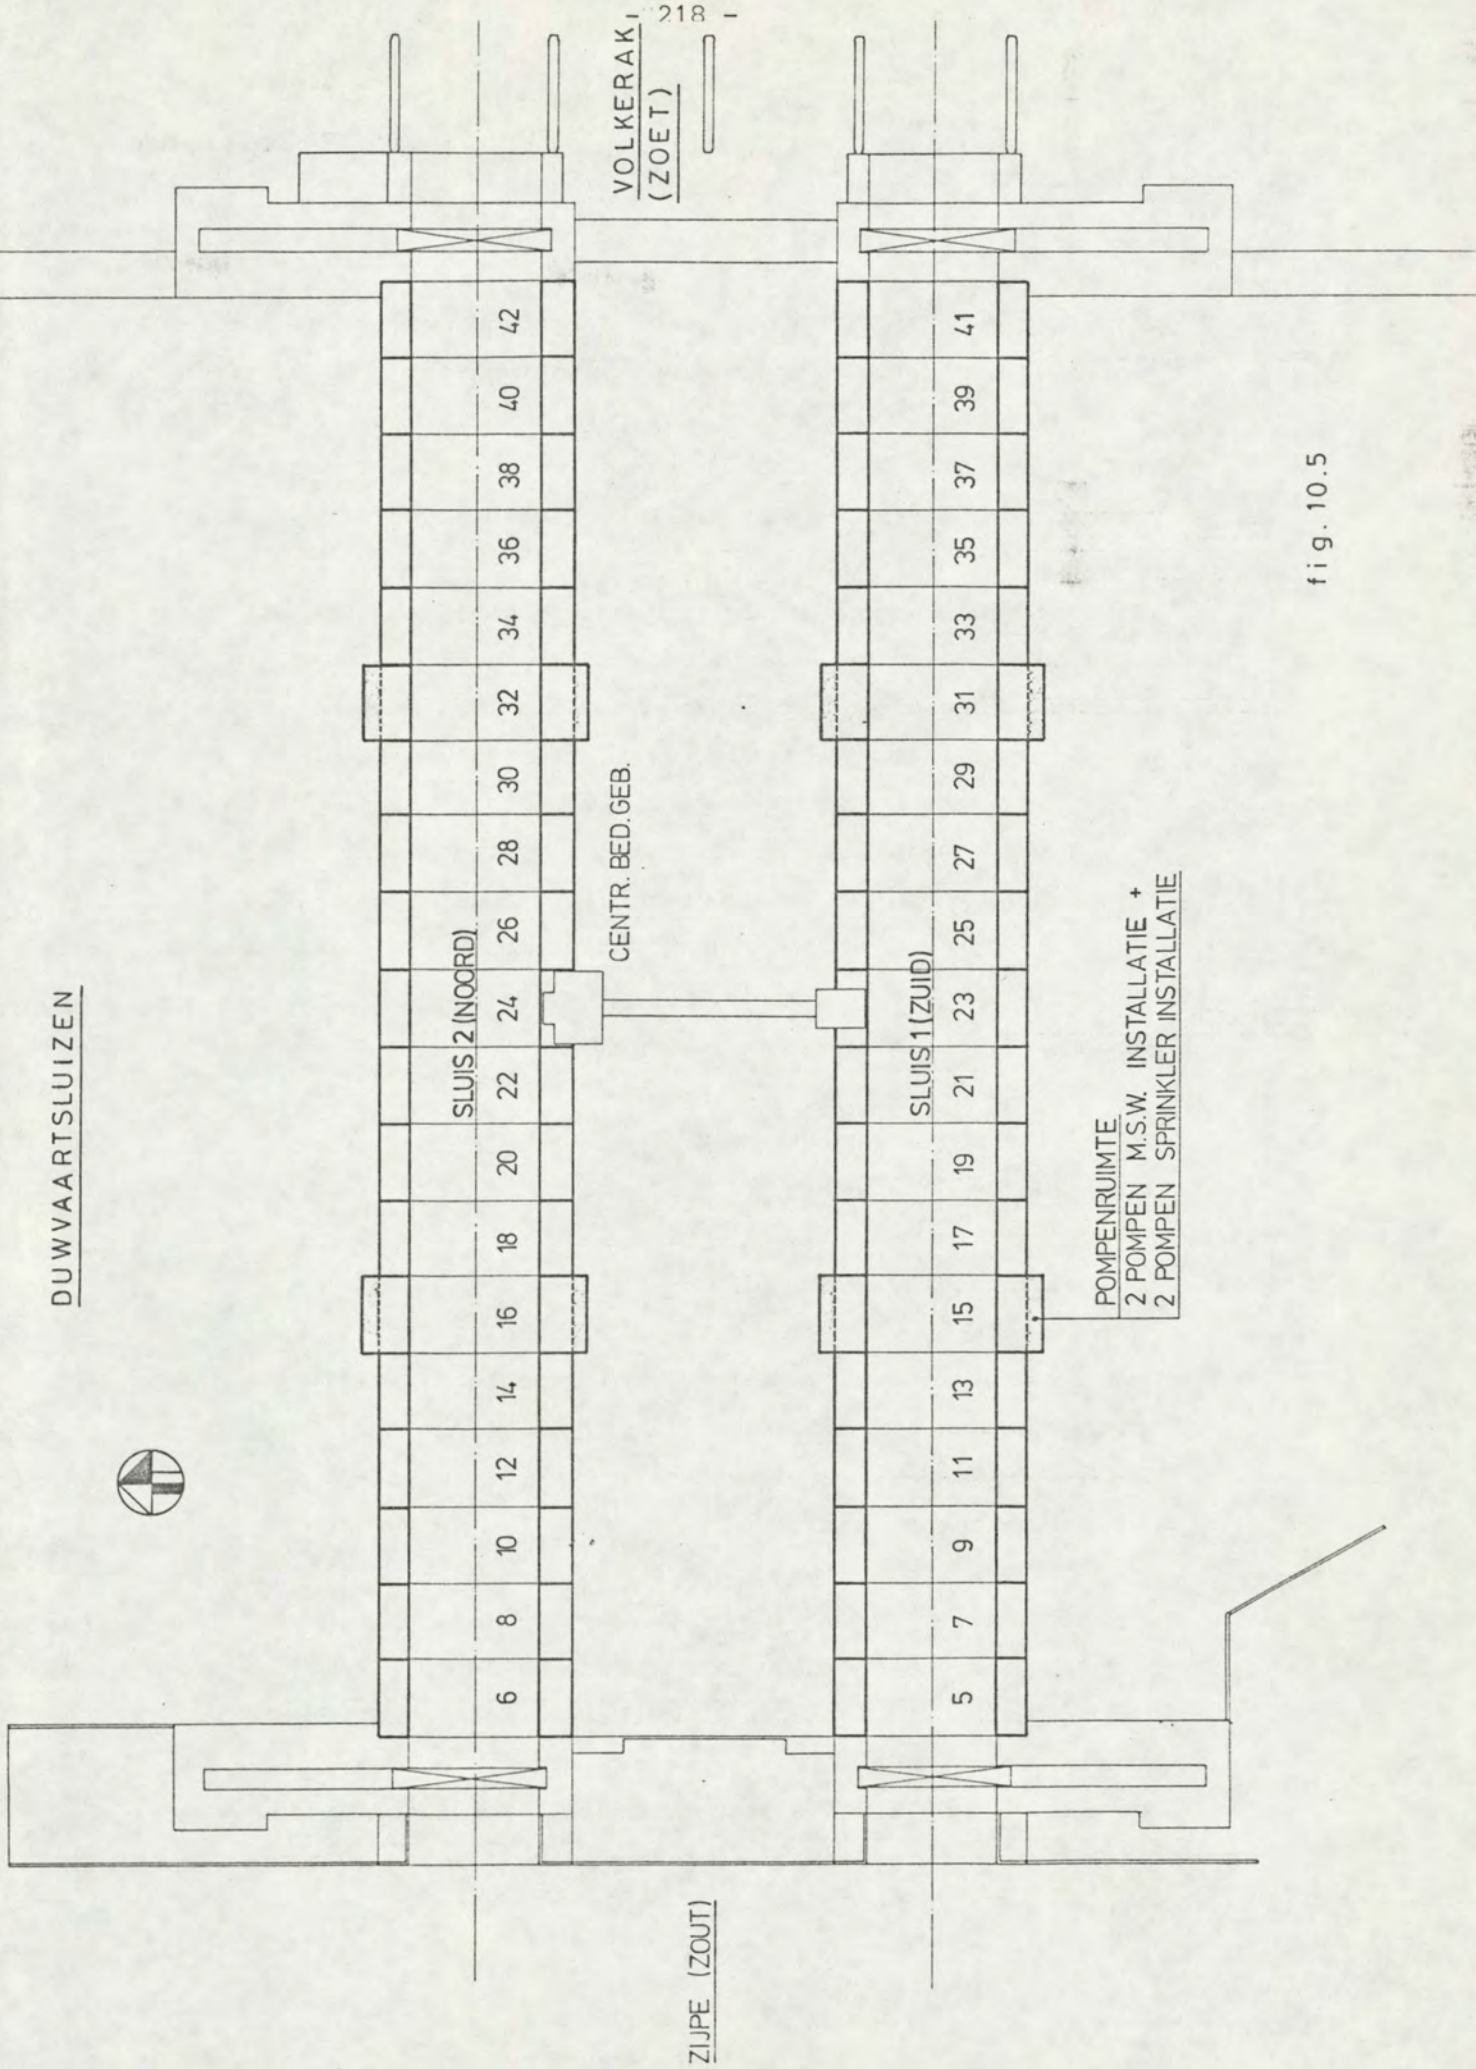 - 218 -
DUWVAARTSLUIZEN
VOLKERAK
(ZOET)
ZIJPE (ZOUT)
SLUIS 2 (NOORD)
6 8 10 12 14 16 18 20 22 24 26 28 30 32 34 36 38 40 42
CENTR. BED. GEB.
SLUIS 1 (ZUID)
5 7 9 11 13 15 17 19 21 23 25 27 29 31 33 35 37 39 41
POMPENRUIMTE
2 POMPEN M.S.W. INSTALLATIE +
2 POMPEN SPRINKLER INSTALLATIE
fig. 10.5